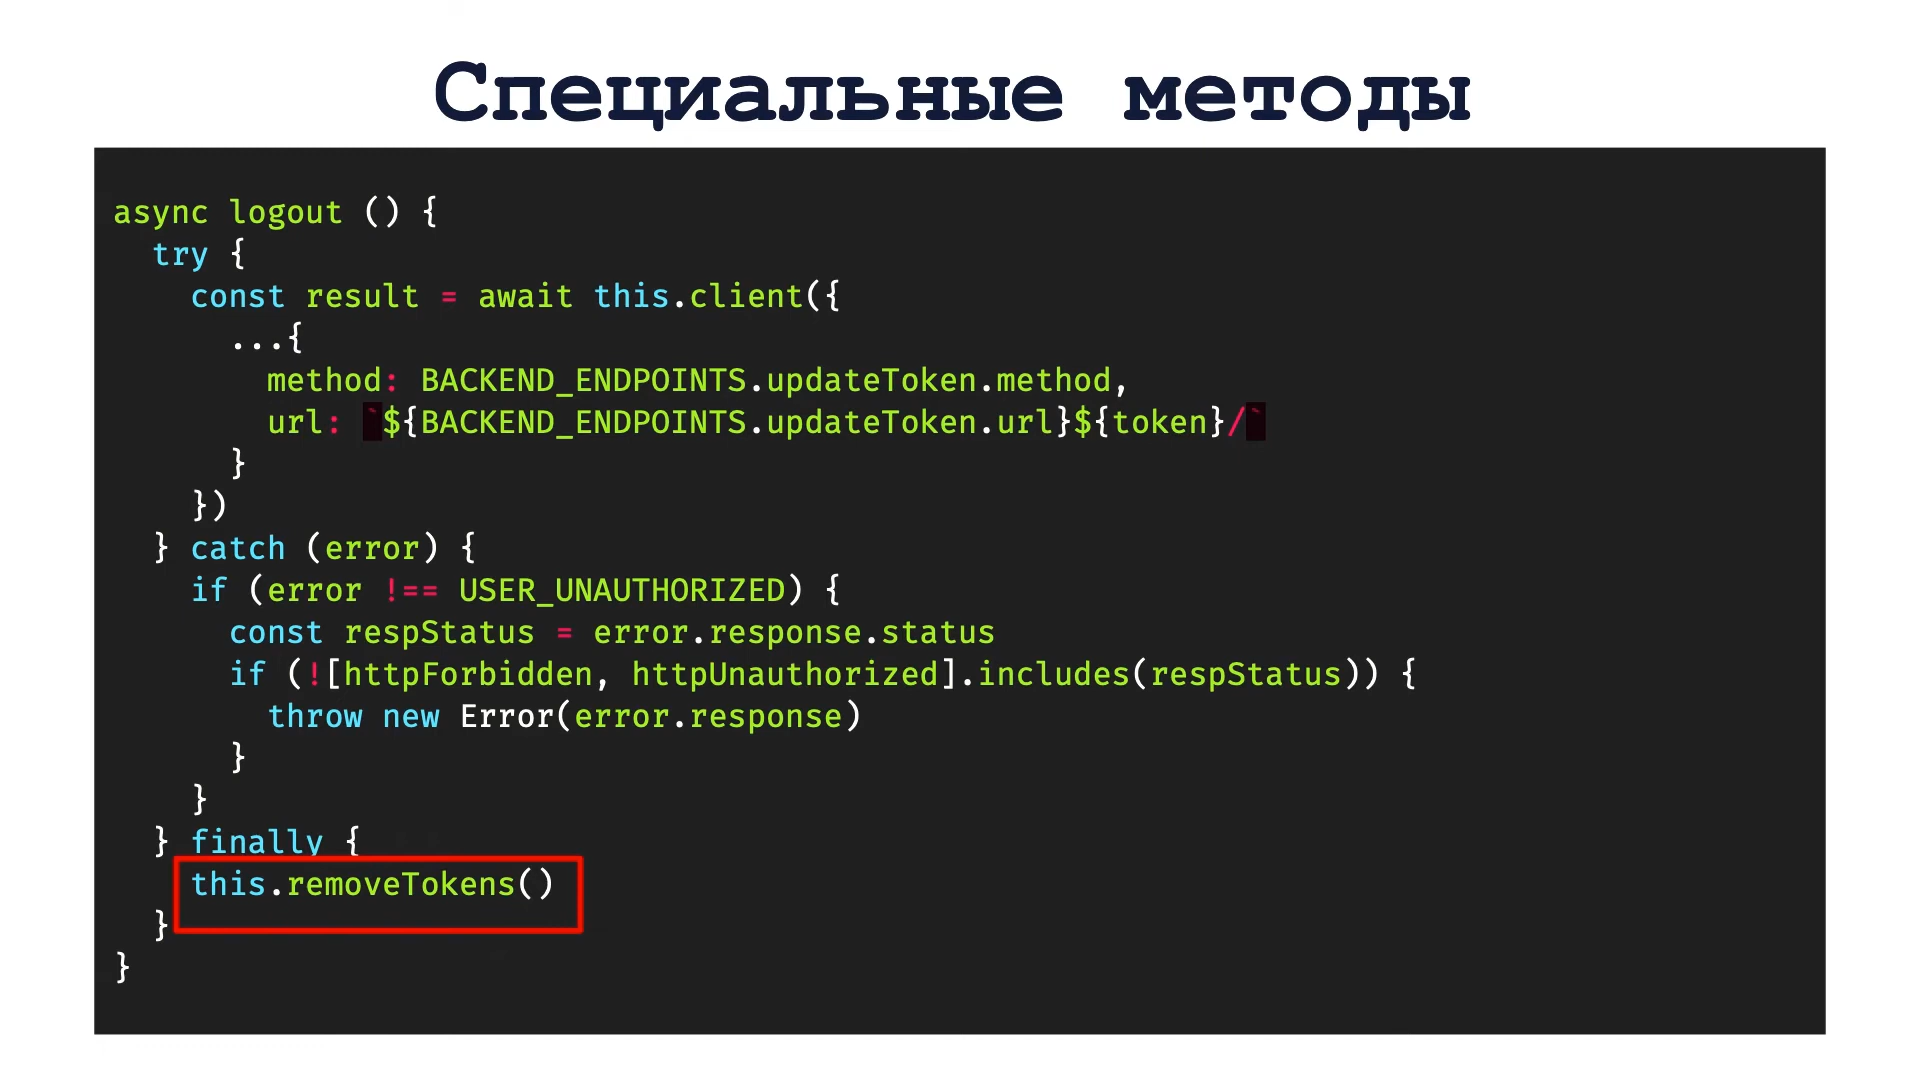 Специальные методы
async logout () {
try {
const result = await this.client({
...{
method: BACKEND_ENDPOINTS.updateToken.method,
url: `${BACKEND_ENDPOINTS.updateToken.url}${token}/`
}
})
} catch (error) {
if (error !== USER_UNAUTHORIZED) {
const respStatus = error.response.status
if (![httpForbidden, httpUnauthorized].includes(respStatus)) {
throw new Error(error.response)
}
}
} finally {
this.removeTokens()
}
}